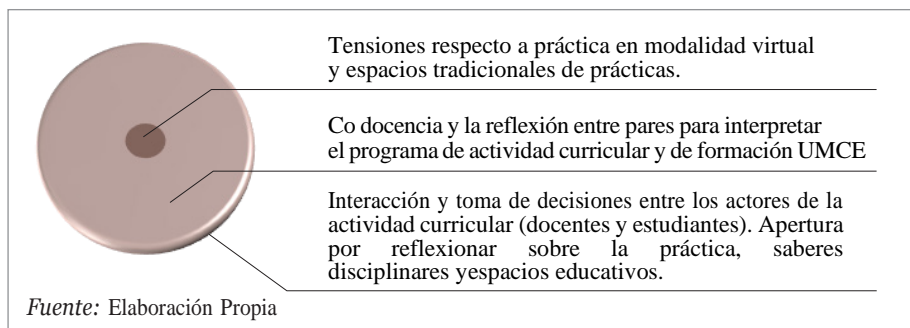 Tensiones respecto a práctica en modalidad virtual
y espacios tradicionales de prácticas.
Co docencia y la reflexión entre pares para interpretar
el programa de actividad curricular y de formación UMCE
Interacción y toma de decisiones entre los actores de la
actividad curricular (docentes y estudiantes). Apertura
por reflexionar sobre la práctica, saberes
disciplinares yespacios educativos.
Fuente: Elaboración Propia